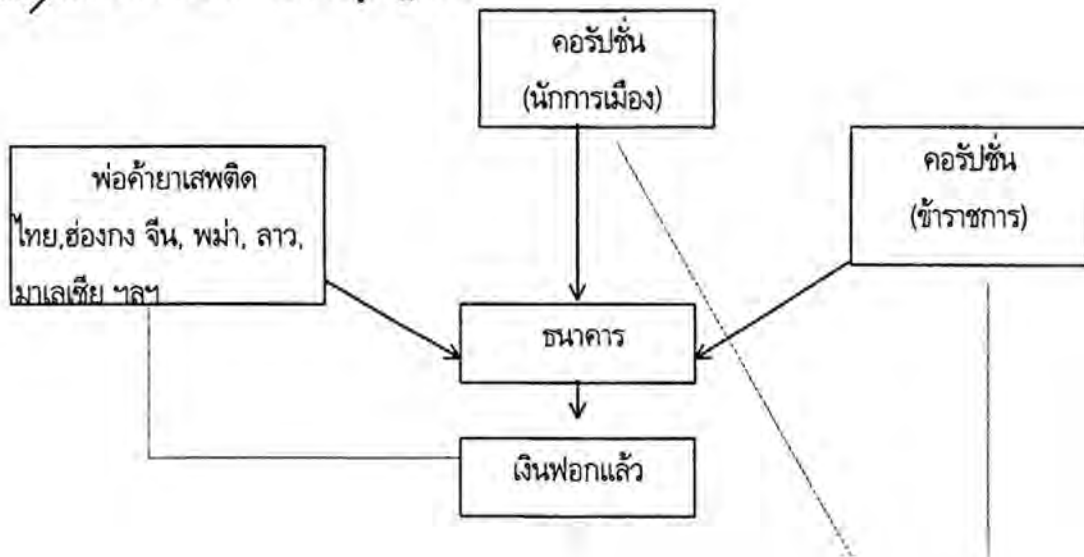 คอรัปชั่น
(นักการเมือง)
คอรัปชั่น
(ข้าราชการ)
พ่อค้ายาเสพติด
ไทย,ฮ่องกง จีน, พม่า, ลาว,
มาเลเซีย ฯลฯ
ธนาคาร
เงินฟอกแล้ว